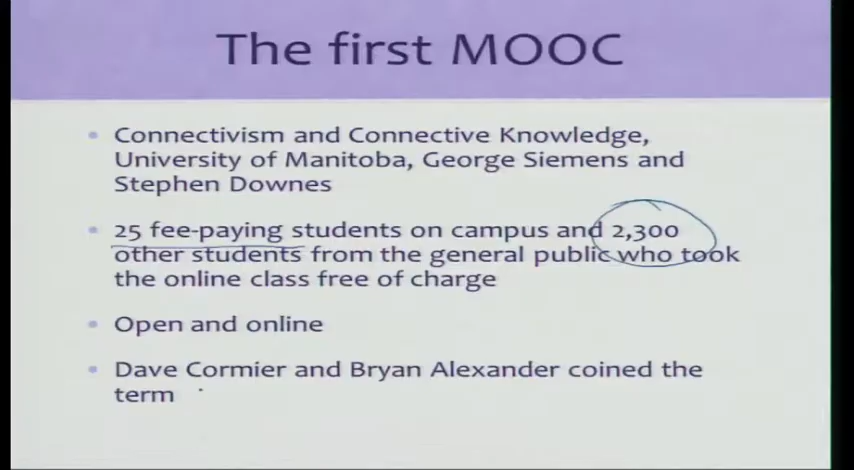 The first MOOC
Connectivism and Connective Knowledge,
University of Manitoba, George Siemens and
Stephen Downes
25 fee-paying students on campus and 2,300
other students from the general public who took
the online class free of charge
Open and online
Dave Cormier and Bryan Alexander coined the
term